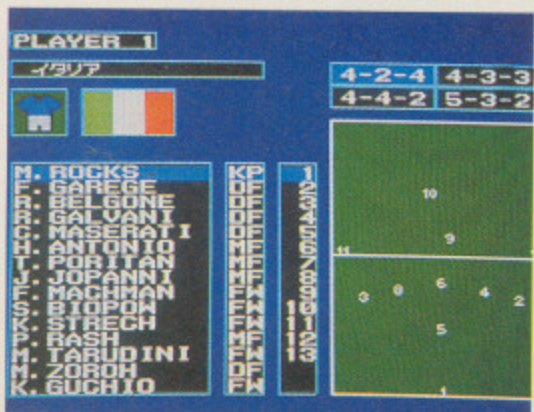 PLAYER 1
イタリア
4-2-4 4-3-3
4-4-2 5-3-2
M. ROCKS KP 1
F. GAREGE DF 2
R. BELGONE DF 3
R. GALVANI DF 4
C. MASERATI DF 5
H. ANTONIO MF 6
T. PORITAN MF 7
J. JOPANNI MF 8
F. MACHMAN FW 9
S. BIOPOW FW 10
K. STRECH FW 11
P. RASH MF 12
M. TARUDINI FW 13
M. ZOROH DF
K. GUCHIO FW
10
9
11
3 8 6 4 2
5
1